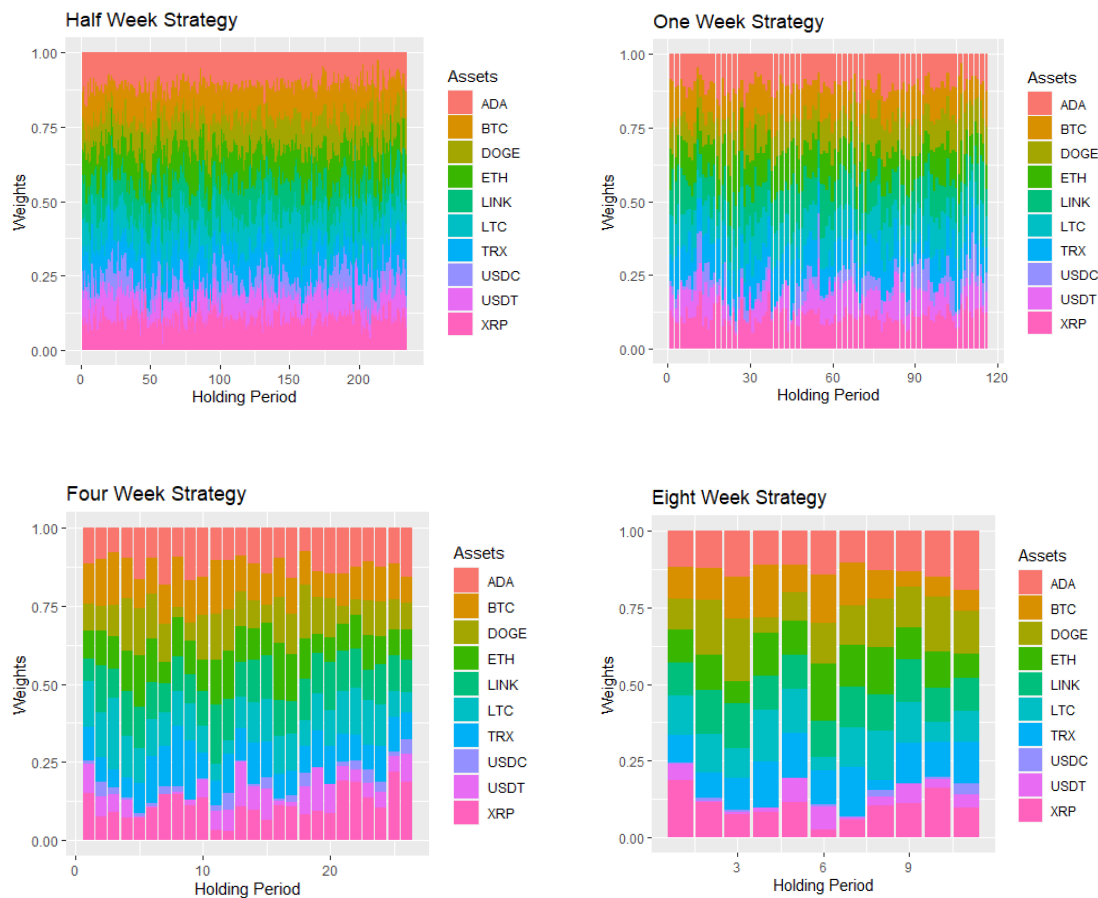 Half Week Strategy
Weights
1.00
0.75
0.50
0.25
0.00
0
50
100
150
200
Holding Period
Assets
ADA
BTC
DOGE
ETH
LINK
LTC
TRX
USDC
USDT
XRP
One Week Strategy
Weights
1.00
0.75
0.50
0.25
0.00
0
30
60
90
120
Holding Period
Assets
ADA
BTC
DOGE
ETH
LINK
LTC
TRX
USDC
USDT
XRP
Four Week Strategy
Weights
1.00
0.75
0.50
0.25
0.00
0
10
20
Holding Period
Assets
ADA
BTC
DOGE
ETH
LINK
LTC
TRX
USDC
USDT
XRP
Eight Week Strategy
Weights
1.00
0.75
0.50
0.25
0.00
3
6
9
Holding Period
Assets
ADA
BTC
DOGE
ETH
LINK
LTC
TRX
USDC
USDT
XRP